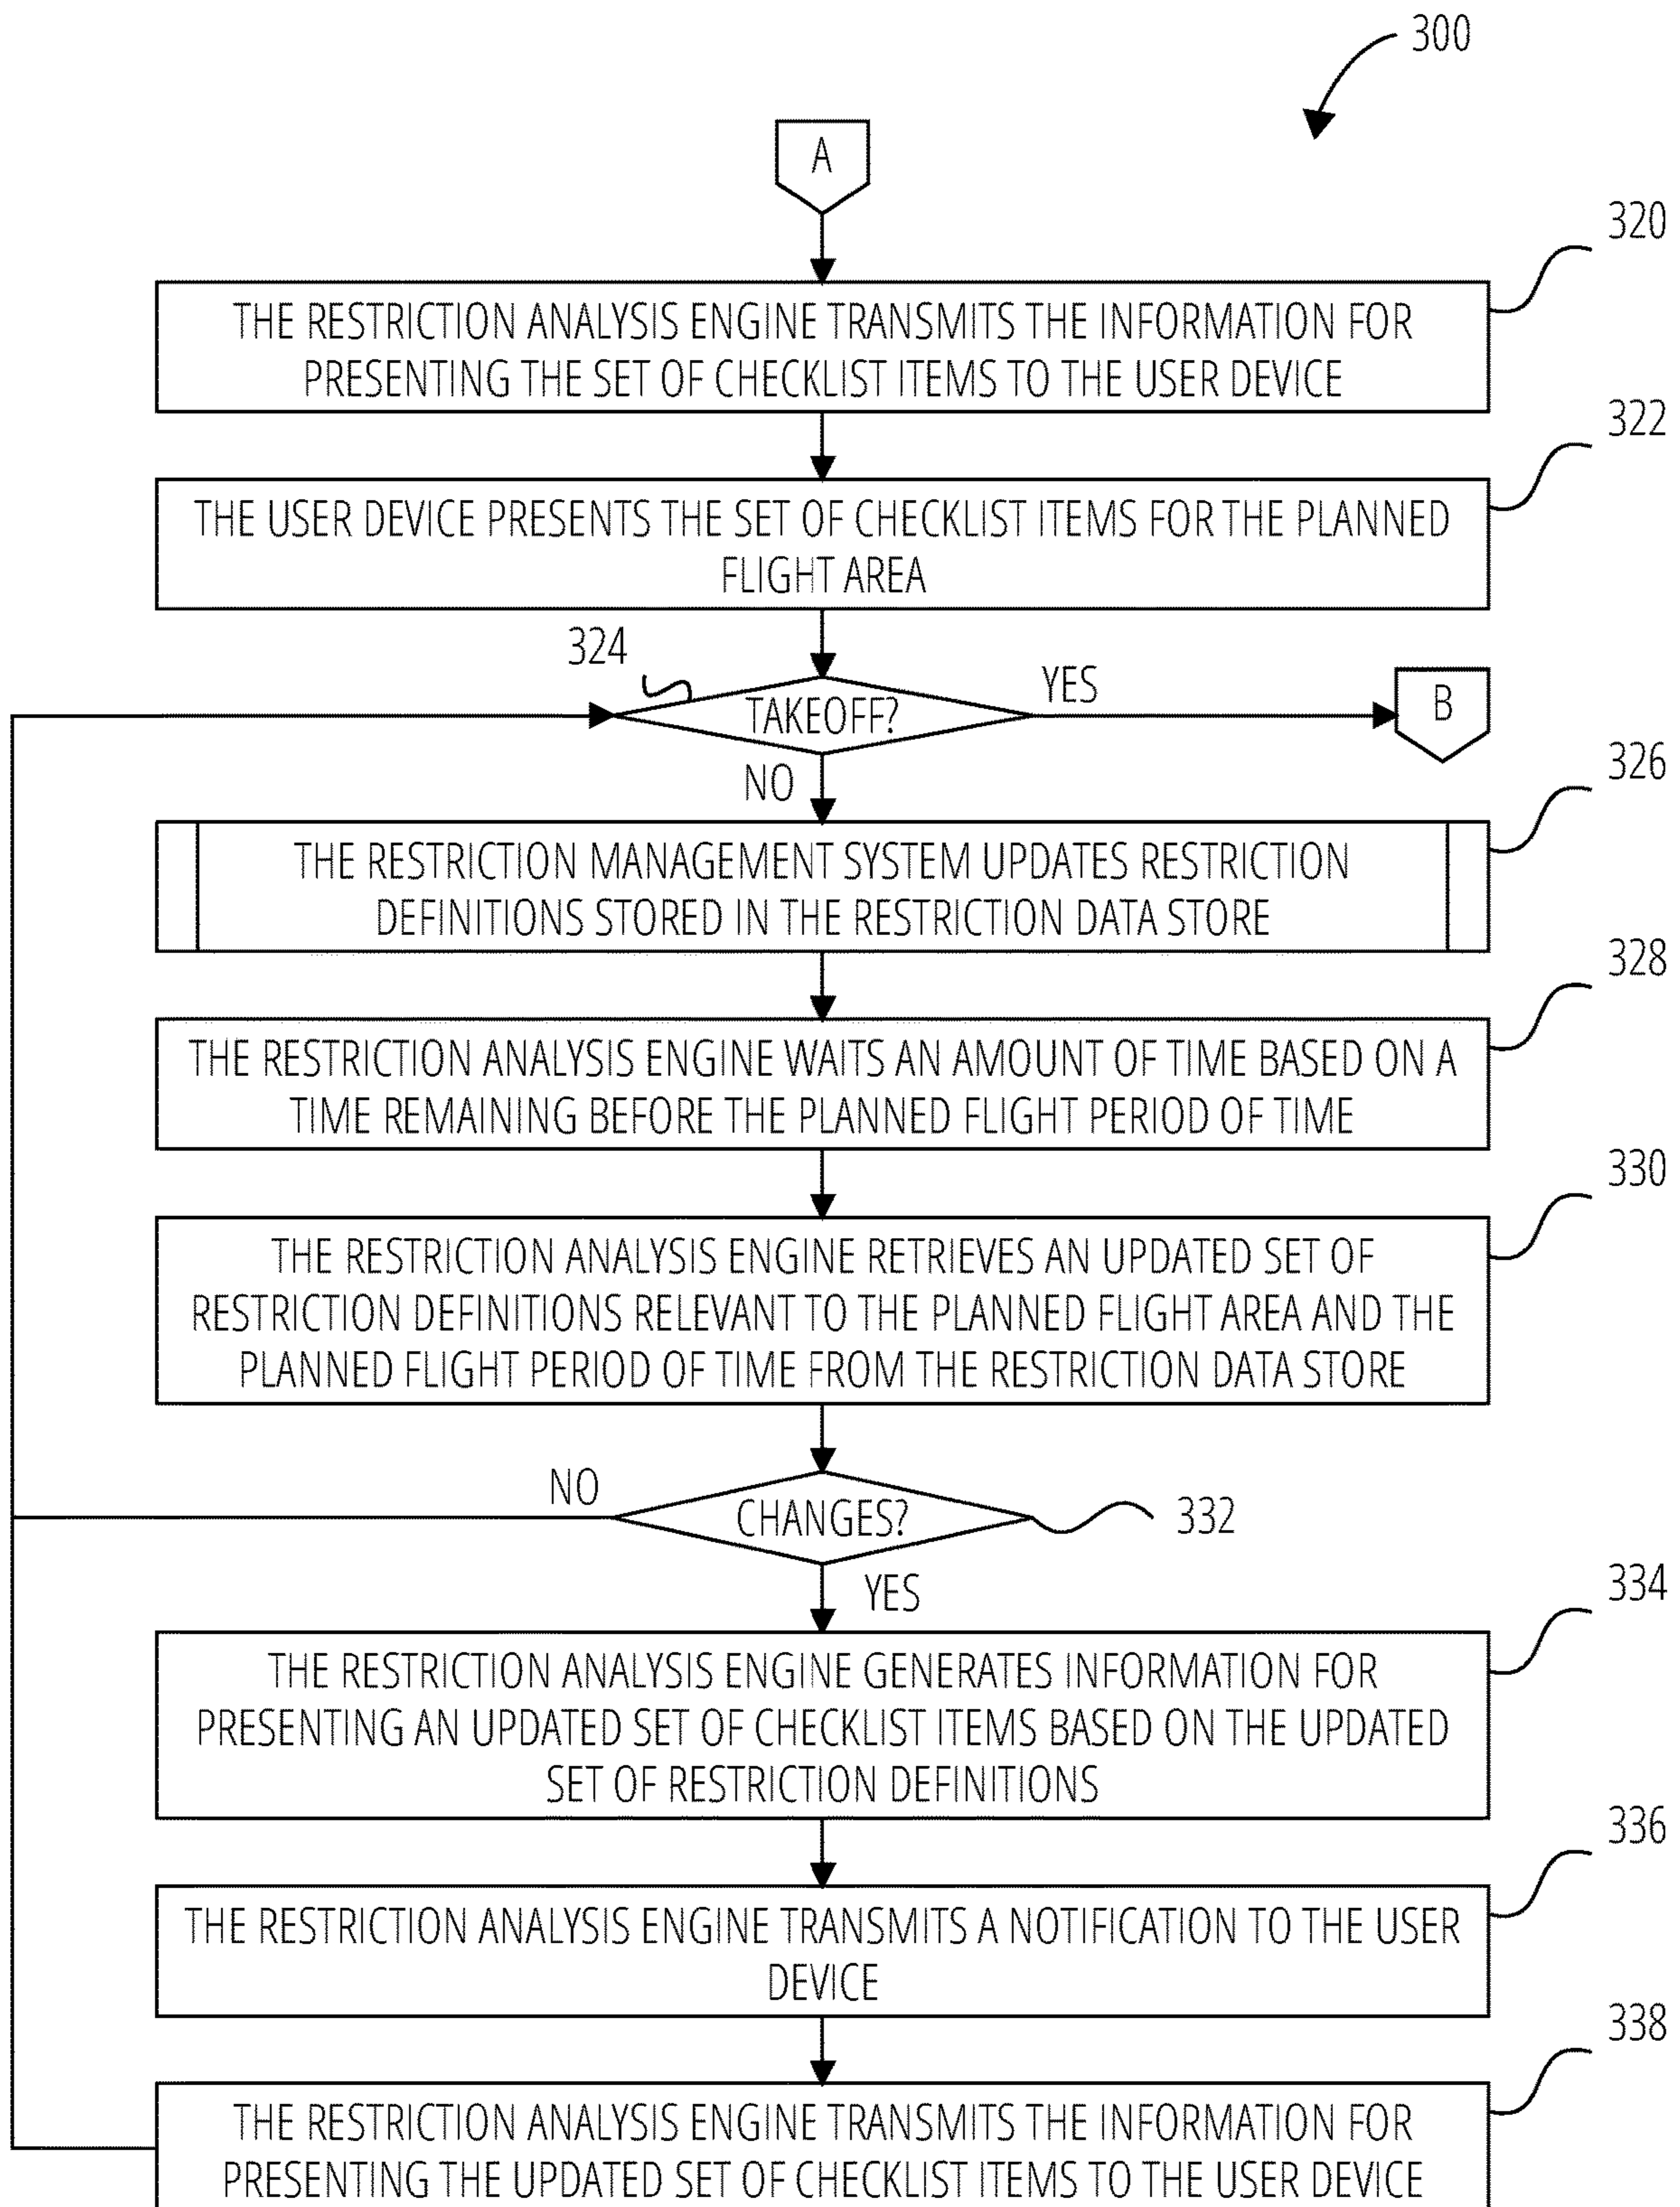 300
A
320
THE RESTRICTION ANALYSIS ENGINE TRANSMITS THE INFORMATION FOR
PRESENTING THE SET OF CHECKLIST ITEMS TO THE USER DEVICE
322
THE USER DEVICE PRESENTS THE SET OF CHECKLIST ITEMS FOR THE PLANNED
FLIGHT AREA
324
TAKEOFF?
YES
B
NO
326
THE RESTRICTION MANAGEMENT SYSTEM UPDATES RESTRICTION
DEFINITIONS STORED IN THE RESTRICTION DATA STORE
328
THE RESTRICTION ANALYSIS ENGINE WAITS AN AMOUNT OF TIME BASED ON A
TIME REMAINING BEFORE THE PLANNED FLIGHT PERIOD OF TIME
330
THE RESTRICTION ANALYSIS ENGINE RETRIEVES AN UPDATED SET OF
RESTRICTION DEFINITIONS RELEVANT TO THE PLANNED FLIGHT AREA AND THE
PLANNED FLIGHT PERIOD OF TIME FROM THE RESTRICTION DATA STORE
NO
CHANGES?
332
YES
334
THE RESTRICTION ANALYSIS ENGINE GENERATES INFORMATION FOR
PRESENTING AN UPDATED SET OF CHECKLIST ITEMS BASED ON THE UPDATED
SET OF RESTRICTION DEFINITIONS
336
THE RESTRICTION ANALYSIS ENGINE TRANSMITS A NOTIFICATION TO THE USER
DEVICE
338
THE RESTRICTION ANALYSIS ENGINE TRANSMITS THE INFORMATION FOR
PRESENTING THE UPDATED SET OF CHECKLIST ITEMS TO THE USER DEVICE